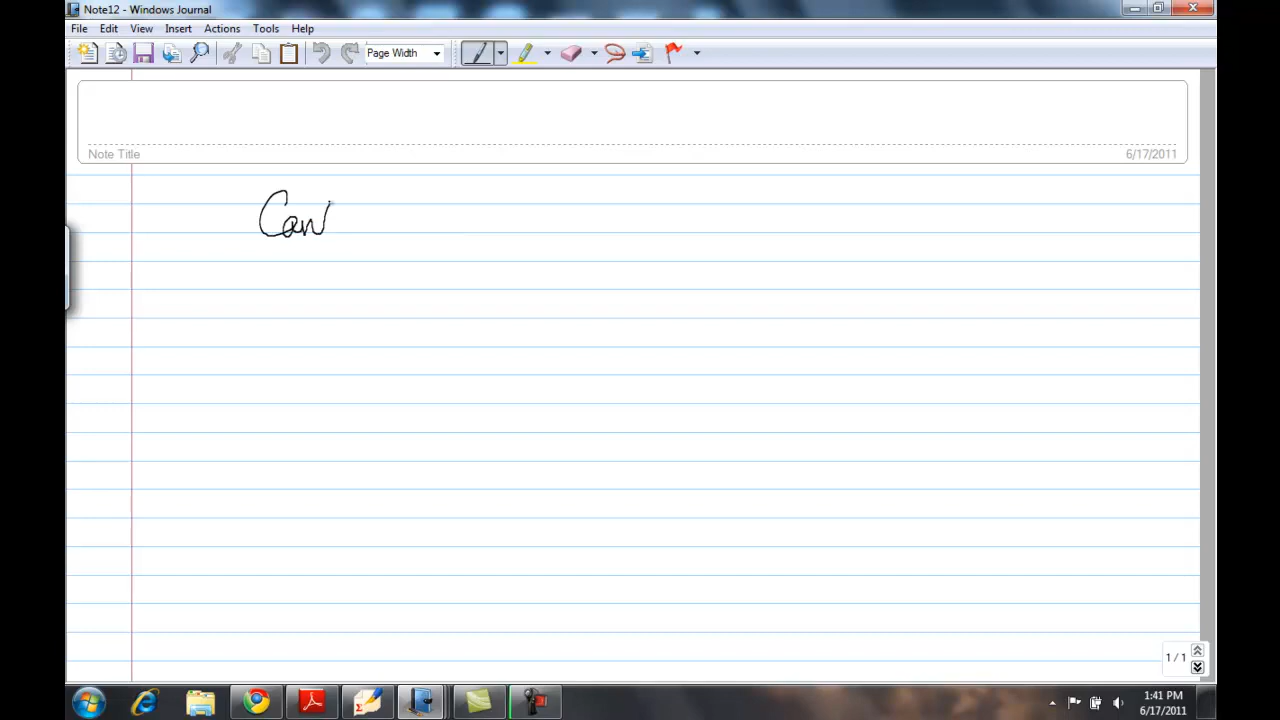 Note12 - Windows Journal
File Edit View Insert Actions Tools Help
Page Width
Note Title
6/17/2011
1 / 1
1:41 PM
6/17/2011